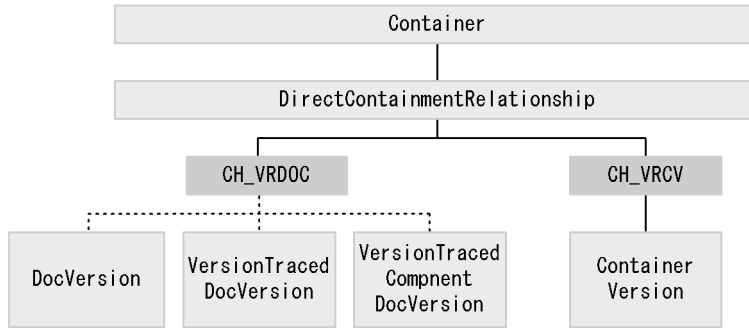 Container
DirectContainmentRelationship
CH_VRDOC
CH_VRCV
DocVersion
VersionTraced
DocVersion
VersionTraced
Compnent
DocVersion
Container
Version